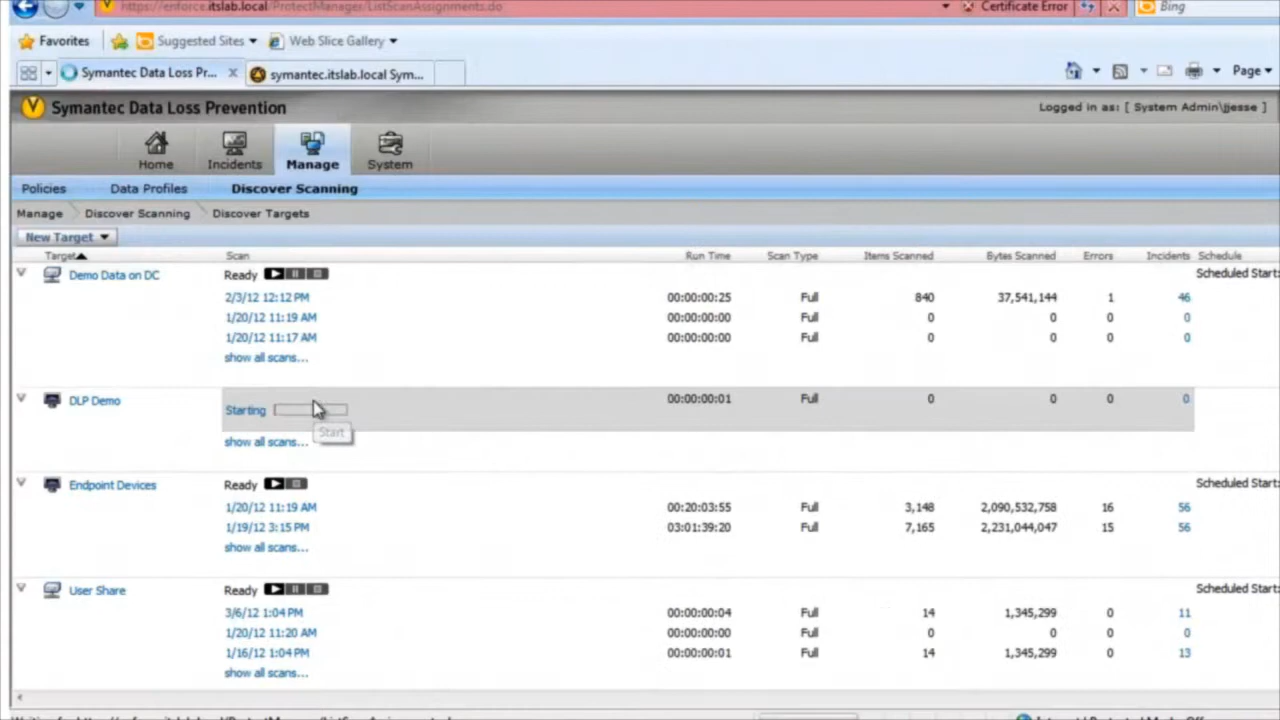 https://enforce.itslab.local/ProtectManager/ListScanAssignments.do Certificate Error Bing
Favorites Suggested Sites Web Slice Gallery
Symantec Data Loss Pr... symantec.itslab.local Sym... Page
Symantec Data Loss Prevention Logged in as: [ System Admin\jjesse ]
Home Incidents Manage System
Policies Data Profiles Discover Scanning
Manage Discover Scanning Discover Targets
New Target
Target Scan Run Time Scan Type Items Scanned Bytes Scanned Errors Incidents Schedule
Demo Data on DC Ready Scheduled Start:
2/3/12 12:12 PM 00:00:00:25 Full 840 37,541,144 1 46
1/20/12 11:19 AM 00:00:00:00 Full 0 0 0 0
1/20/12 11:17 AM 00:00:00:00 Full 0 0 0 0
show all scans...
DLP Demo Starting 00:00:00:01 Full 0 0 0 0
Start
show all scans...
Endpoint Devices Ready Scheduled Start:
1/20/12 11:19 AM 00:20:03:55 Full 3,148 2,090,532,758 16 56
1/19/12 3:15 PM 03:01:39:20 Full 7,165 2,231,044,047 15 56
show all scans...
User Share Ready Scheduled Start:
3/6/12 1:04 PM 00:00:00:04 Full 14 1,345,299 0 11
1/20/12 11:20 AM 00:00:00:00 Full 0 0 0 0
1/16/12 1:04 PM 00:00:00:01 Full 14 1,345,299 0 13
show all scans...